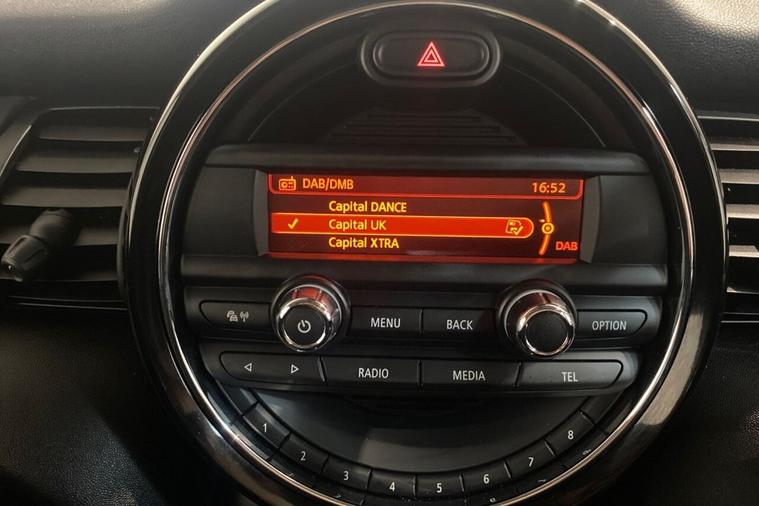 DAB/DMB 16:52
Capital DANCE
Capital UK
Capital XTRA DAB
MENU BACK OPTION
RADIO MEDIA TEL
1 2 3 4 5 6 7 8